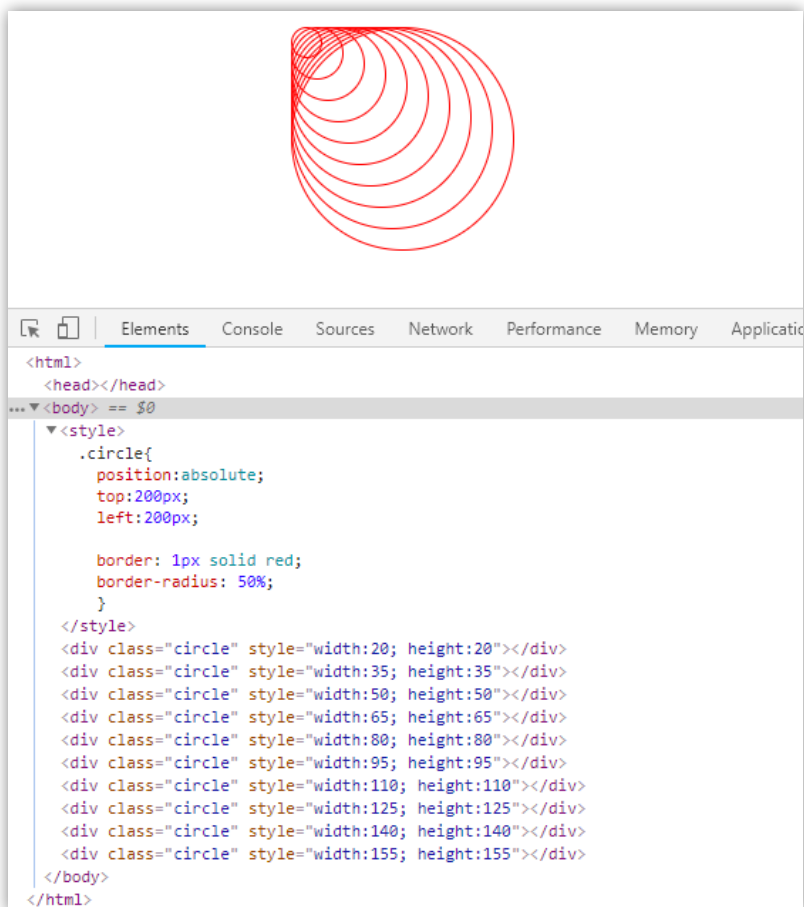 Elements Console Sources Network Performance Memory Applicatio
<html>
<head></head>
... ▼<body> == $0
▼<style>
.circle{
position:absolute;
top:200px;
left:200px;
border: 1px solid red;
border-radius: 50%;
}
</style>
<div class="circle" style="width:20; height:20"></div>
<div class="circle" style="width:35; height:35"></div>
<div class="circle" style="width:50; height:50"></div>
<div class="circle" style="width:65; height:65"></div>
<div class="circle" style="width:80; height:80"></div>
<div class="circle" style="width:95; height:95"></div>
<div class="circle" style="width:110; height:110"></div>
<div class="circle" style="width:125; height:125"></div>
<div class="circle" style="width:140; height:140"></div>
<div class="circle" style="width:155; height:155"></div>
</body>
</html>